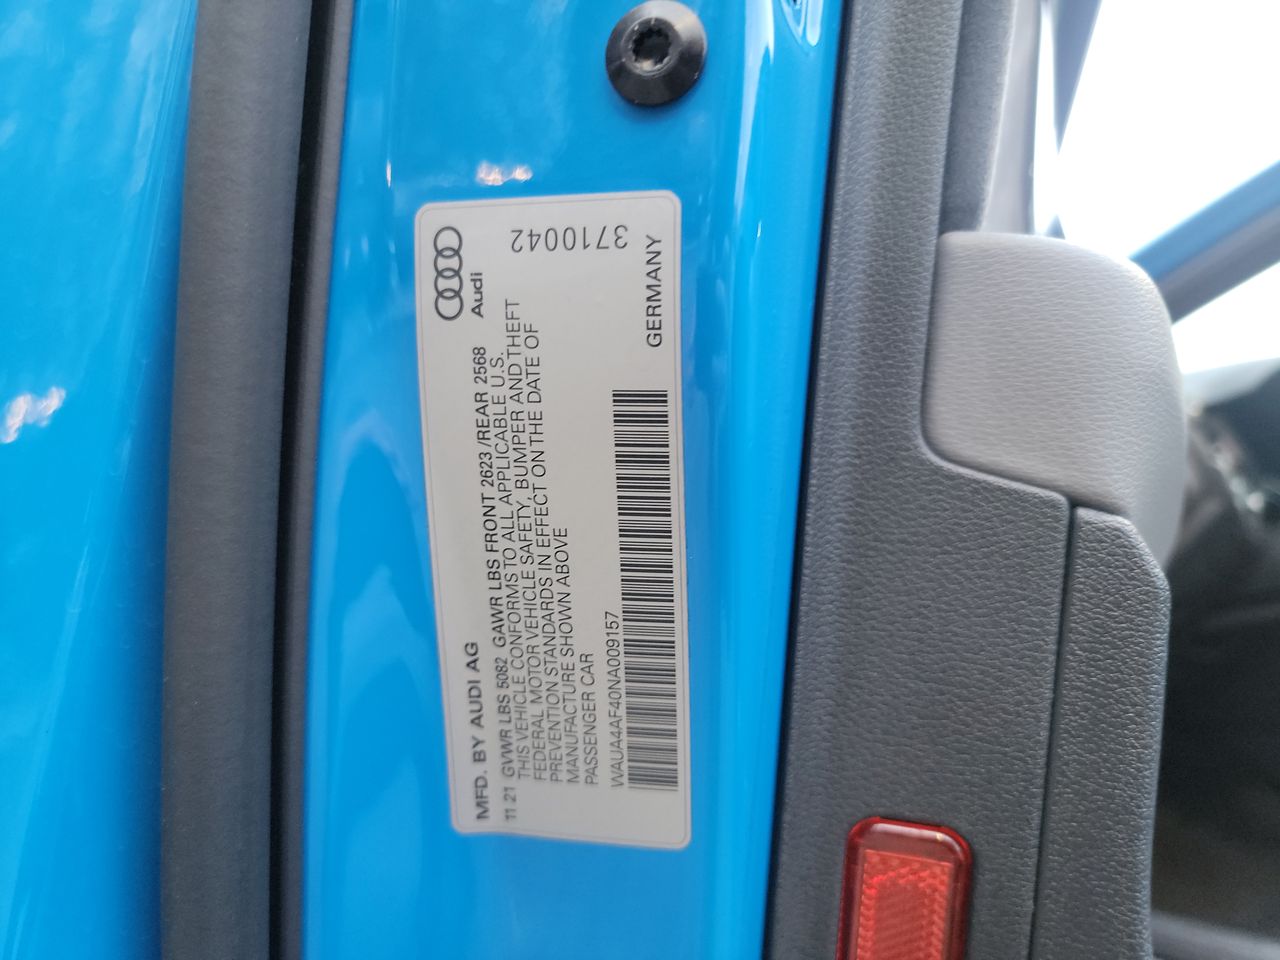 Audi
MFD. BY AUDI AG
11 21 GVWR LBS 5082 GAWR LBS FRONT 2623 /REAR 2568
THIS VEHICLE CONFORMS TO ALL APPLICABLE U.S.
FEDERAL MOTOR VEHICLE SAFETY, BUMPER AND THEFT
PREVENTION STANDARDS IN EFFECT ON THE DATE OF
MANUFACTURE SHOWN ABOVE
PASSENGER CAR
WAUA4AF40NA009157
GERMANY
3710042